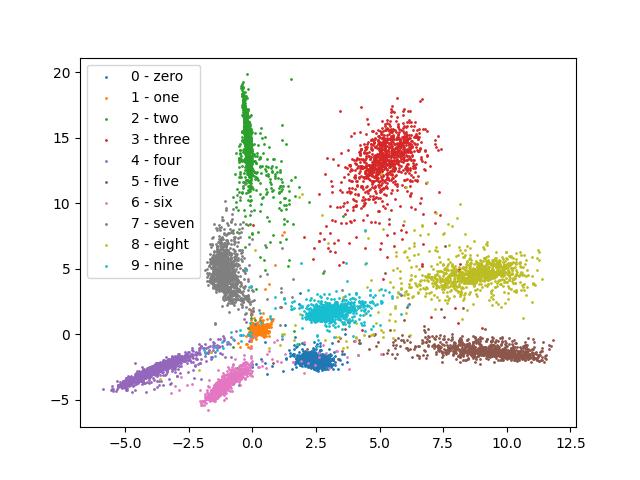 20
15
10
5
0
−5
0 - zero
1 - one
2 - two
3 - three
4 - four
5 - five
6 - six
7 - seven
8 - eight
9 - nine
−5.0 −2.5 0.0 2.5 5.0 7.5 10.0 12.5